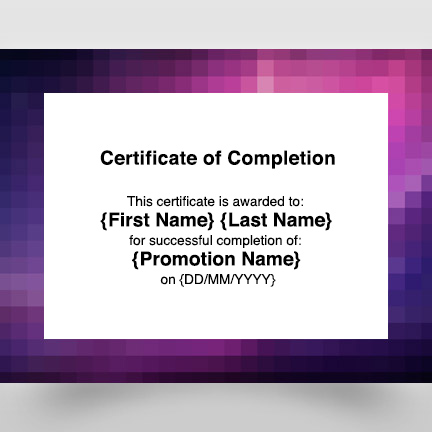 Certificate of Completion
This certificate is awarded to:
{First Name} {Last Name}
for successful completion of:
{Promotion Name}
on {DD/MM/YYYY}